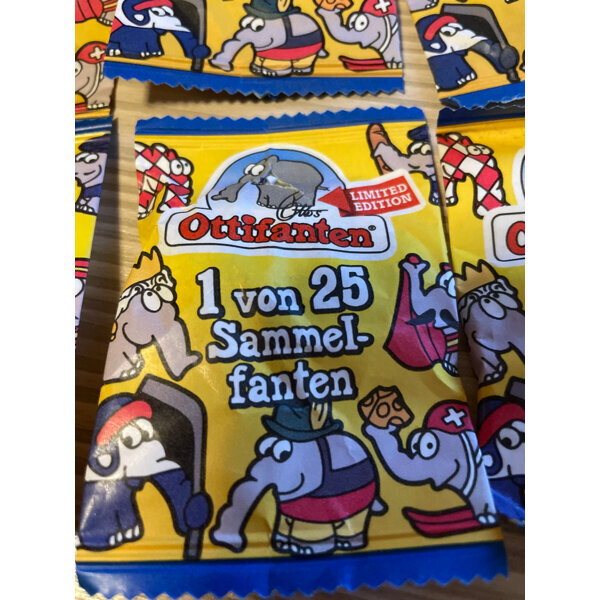 Otto's
LIMITED
EDITION
Ottifanten®
1 von 25
Sammel-
fanten